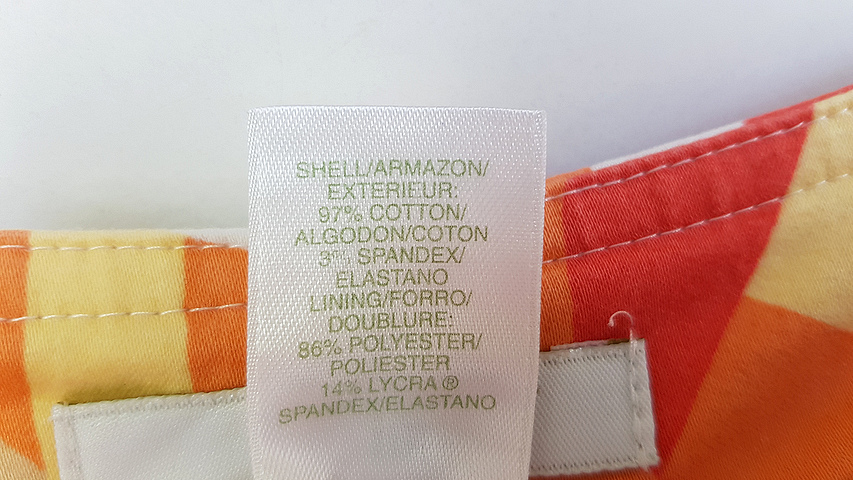 SHELL/ARMAZON/
EXTERIEUR:
97% COTTON/
ALGODON/COTON
3% SPANDEX/
ELASTANO
LINING/FORRO/
DOUBLURE:
86% POLYESTER/
POLIESTER
14% LYCRA ®
SPANDEX/ELASTANO